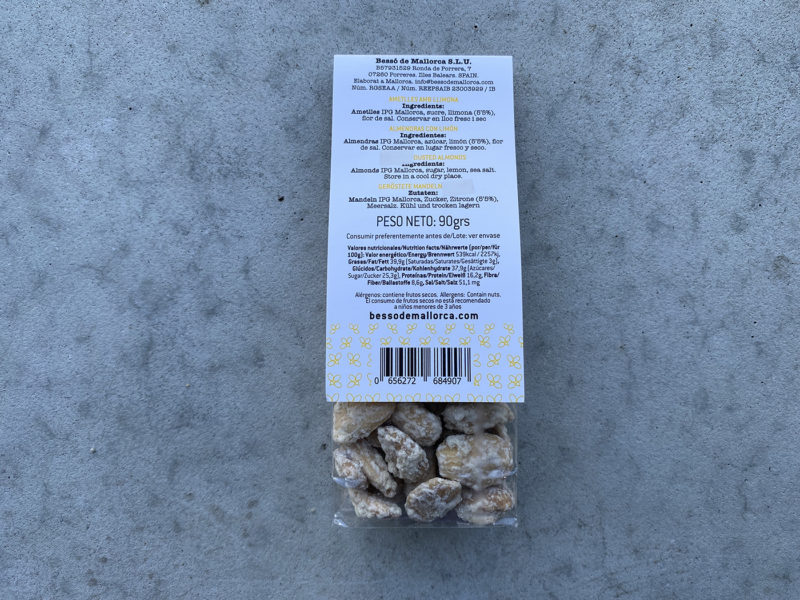 Bessó de Mallorca S.L.U.
B57931529 Ronda de Porrera, 7
07260 Porreres. Illes Balears. SPAIN.
Elaborat a Mallorca. info@bessodemallorca.com
Núm. RGSEAA / Núm. REEPSAIB 23003929 / IB
AMETLLES AMB LLIMONA
Ingredients:
Ametlles IPG Mallorca, sucre, llimona (5'5%),
flor de sal. Conservar en lloc fresc i sec
ALMENDRAS CON LIMÓN
Ingredientes:
Almendras IPG Mallorca, azúcar, limón (5'5%), flor
de sal. Conservar en lugar fresco y seco.
DUSTED ALMONDS
Ingredients:
Almonds IPG Mallorca, sugar, lemon, sea salt.
Store in a cool dry place.
GERÖSTETE MANDELN
Zutaten:
Mandeln IPG Mallorca, Zucker, Zitrone (5'5%),
Meersalz. Kühl und trocken lagern
PESO NETO: 90grs
Consumir preferentemente antes de/Lote: ver envase
Valores nutricionales/Nutrition facts/Nährwerte (por/per/für
100g): Valor energético/Energy/Brennwert 539kcal / 2257kj,
Grasas/Fat/Fett 39,9g (Saturadas/Saturates/Gesättigte 3g),
Glúcidos/Carbohydrate/Kohlenhydrate 37,9g (Azúcares/
Sugar/Zucker 25,3g), Proteínas/Protein/Eiweiß 16,2g, Fibra/
Fiber/Ballastoffe 8,6g, Sal/Salt/Salz 51,1 mg
Alérgenos: contiene frutos secos. Allergens: Contain nuts.
El consumo de frutos secos no está recomendado
a niños menores de 3 años
bessodemallorca.com
0 656272 684907